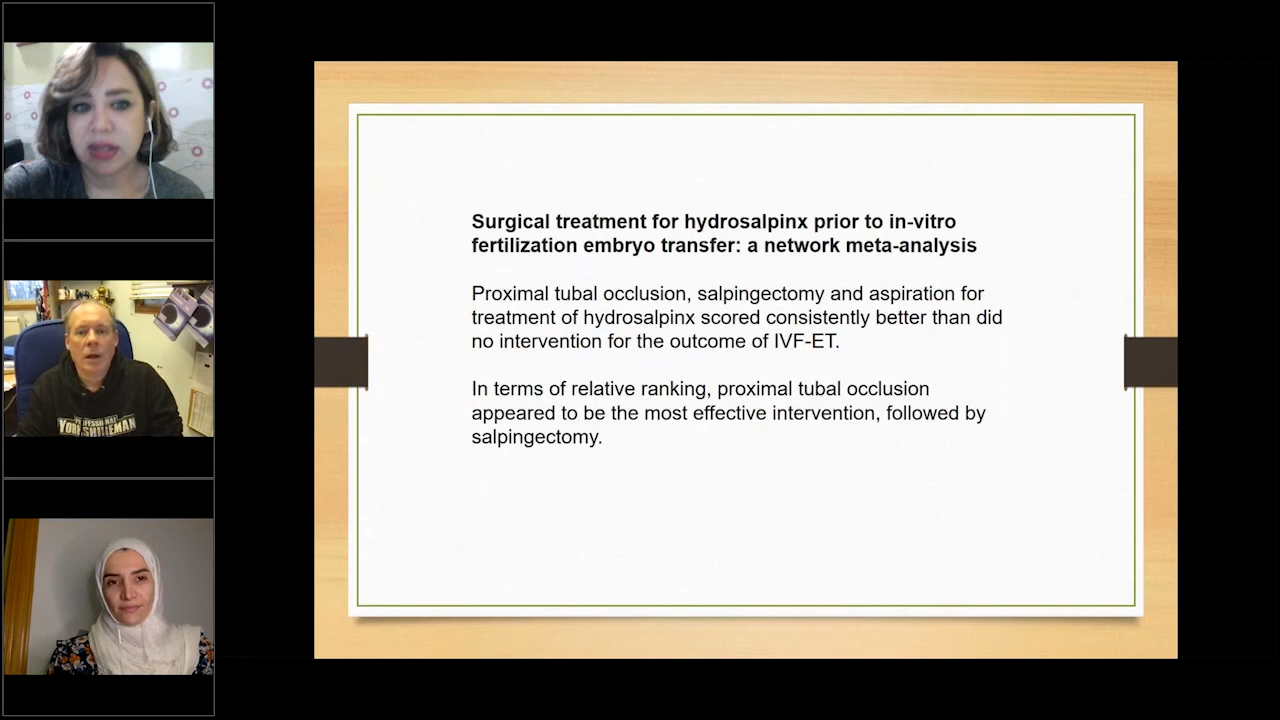 Surgical treatment for hydrosalpinx prior to in-vitro
fertilization embryo transfer: a network meta-analysis
Proximal tubal occlusion, salpingectomy and aspiration for
treatment of hydrosalpinx scored consistently better than did
no intervention for the outcome of IVF-ET.
In terms of relative ranking, proximal tubal occlusion
appeared to be the most effective intervention, followed by
salpingectomy.